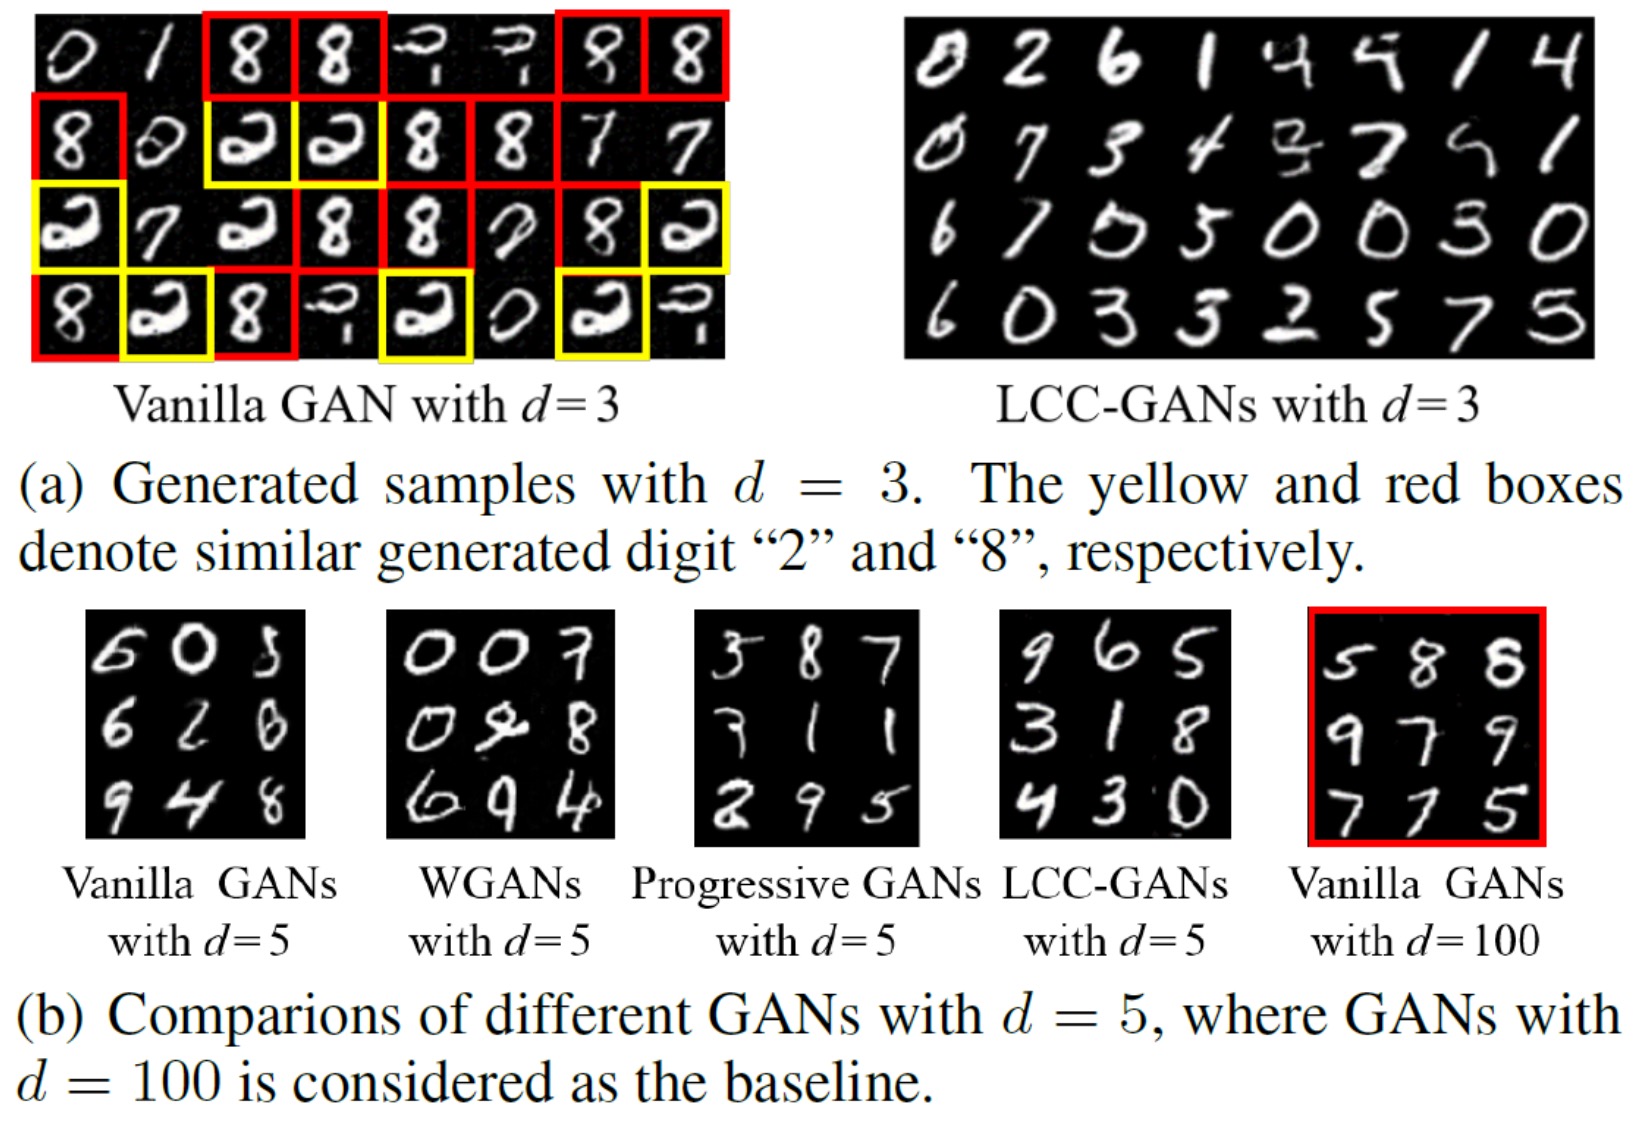 Vanilla GAN with d=3
LCC-GANs with d=3
(a) Generated samples with d = 3. The yellow and red boxes
denote similar generated digit “2” and “8”, respectively.
Vanilla GANs
with d=5
WGANs
with d=5
Progressive GANs
with d=5
LCC-GANs
with d=5
Vanilla GANs
with d=100
(b) Comparions of different GANs with d = 5, where GANs with
d = 100 is considered as the baseline.